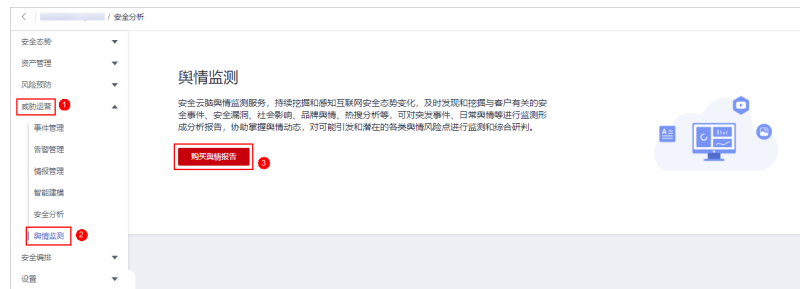 / 安全分析
安全态势
资产管理
风险预防
威胁运营 1
事件管理
告警管理
情报管理
智能建模
安全分析
舆情监测 2
安全编排
设置
舆情监测
安全云脑舆情监测服务，持续挖掘和感知互联网安全态势变化，及时发现和挖掘与客户有关的安
全事件、安全漏洞、社会影响、品牌舆情、热搜分析等，可对突发事件、日常舆情等进行监测形
成分析报告，协助掌握舆情动态，对可能引发和潜在的各类舆情风险点进行监测和综合研判。
购买舆情报告 3